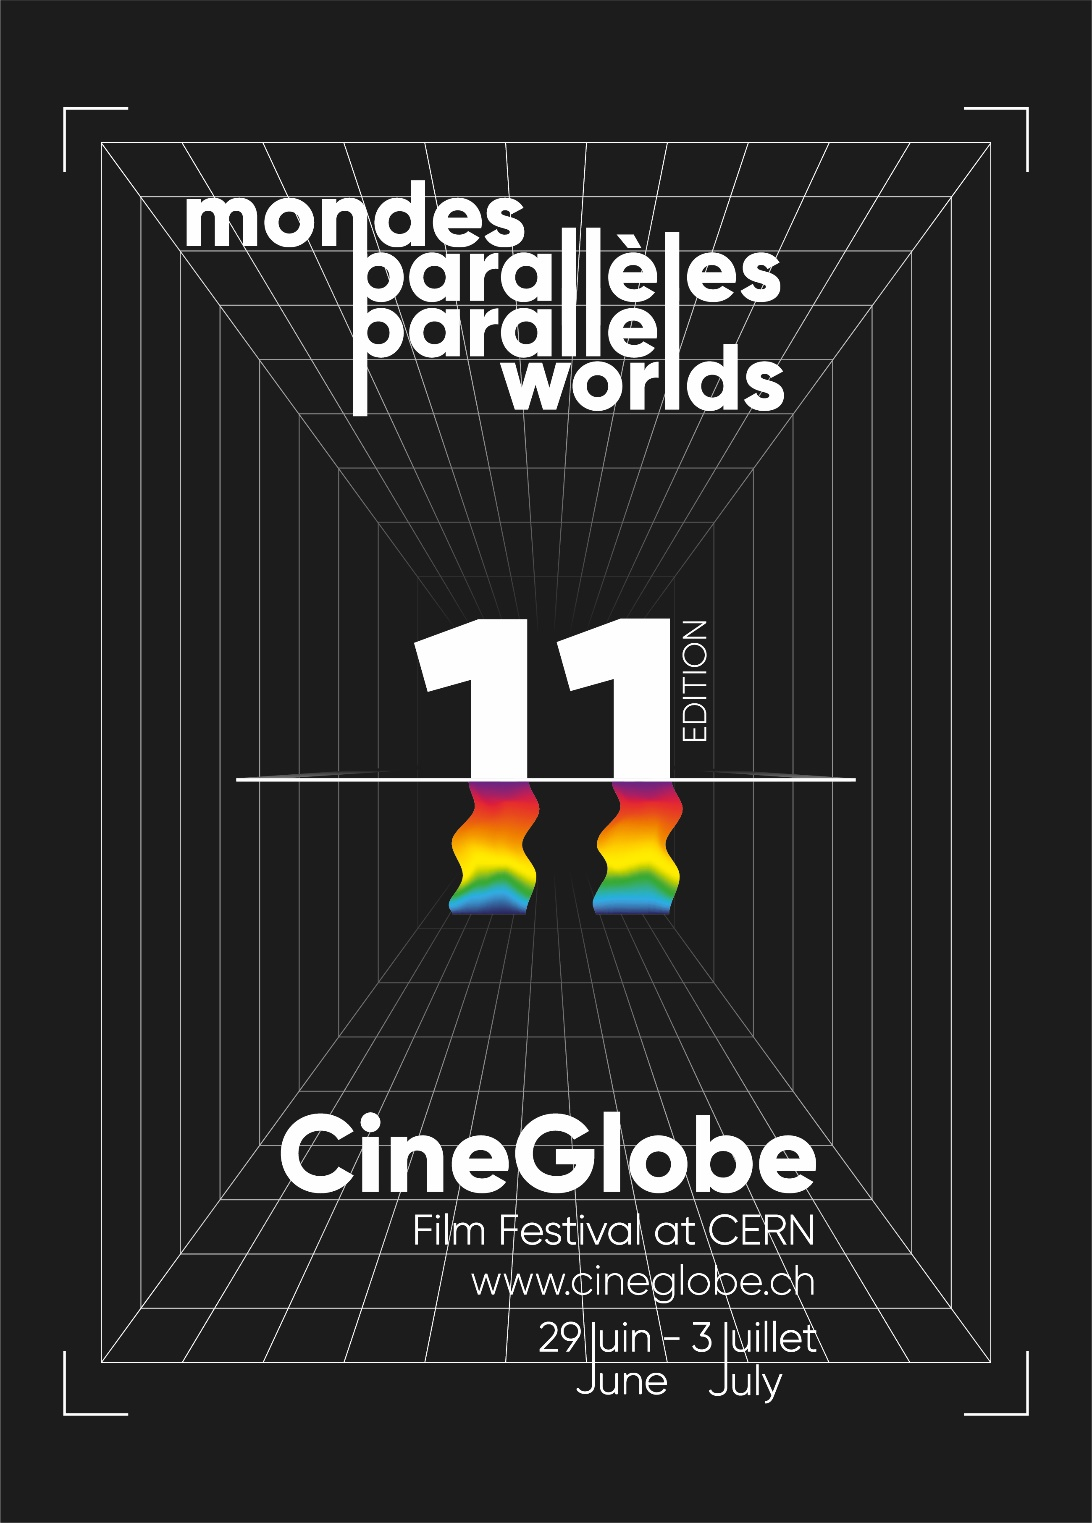 mondes
parallèles
parallel
worlds
11
EDITION
CineGlobe
Film Festival at CERN
www.cineglobe.ch
29 Juin - 3 Juillet
June July